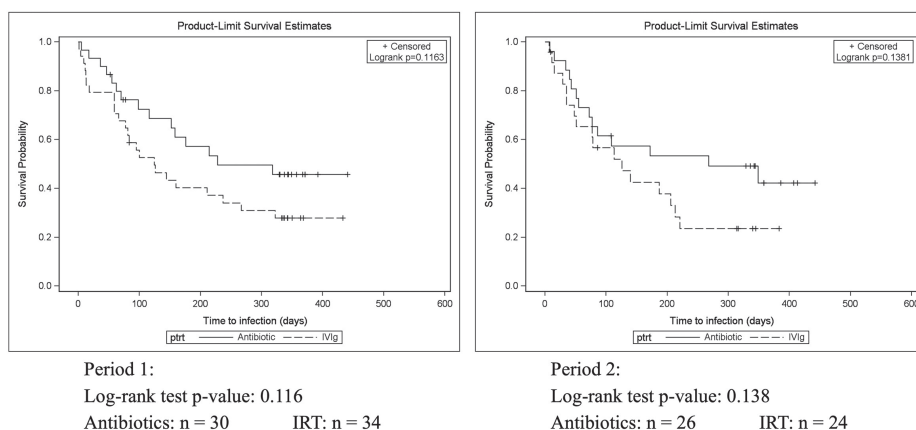 Product-Limit Survival Estimates
+ Censored
Logrank p=0.1163
Survival Probability
1.0
0.8
0.6
0.4
0.2
0.0
0 100 200 300 400 500 600
Time to infection (days)
ptrt Antibiotic IVIg
Period 1:
Log-rank test p-value: 0.116
Antibiotics: n = 30 IRT: n = 34
Product-Limit Survival Estimates
+ Censored
Logrank p=0.1381
Survival Probability
1.0
0.8
0.6
0.4
0.2
0.0
0 100 200 300 400 500 600
Time to infection (days)
ptrt Antibiotic IVIg
Period 2:
Log-rank test p-value: 0.138
Antibiotics: n = 26 IRT: n = 24